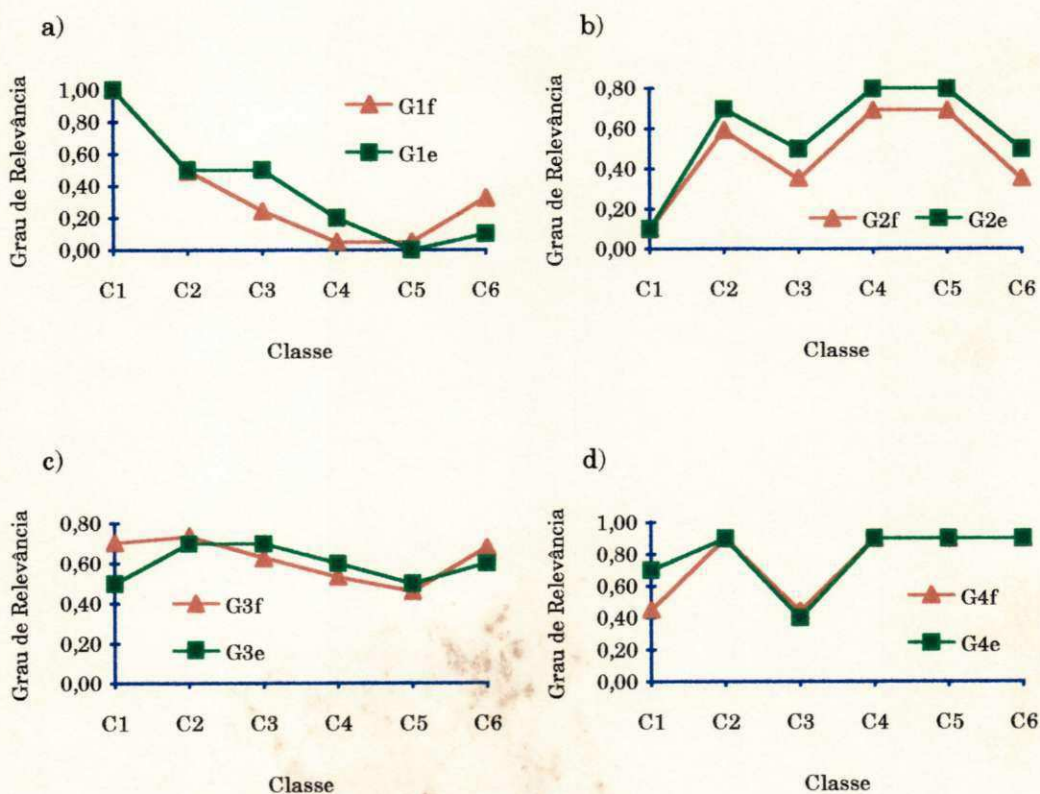 a)
Grau de Relevância
1,00
0,80
0,60
0,40
0,20
0,00
G1f
G1e
C1 C2 C3 C4 C5 C6
Classe
b)
Grau de Relevância
0,80
0,60
0,40
0,20
0,00
G2f G2e
C1 C2 C3 C4 C5 C6
Classe
c)
Grau de Relevância
0,80
0,60
0,40
0,20
0,00
G3f
G3e
C1 C2 C3 C4 C5 C6
Classe
d)
Grau de Relevância
1,00
0,80
0,60
0,40
0,20
0,00
G4f
G4e
C1 C2 C3 C4 C5 C6
Classe